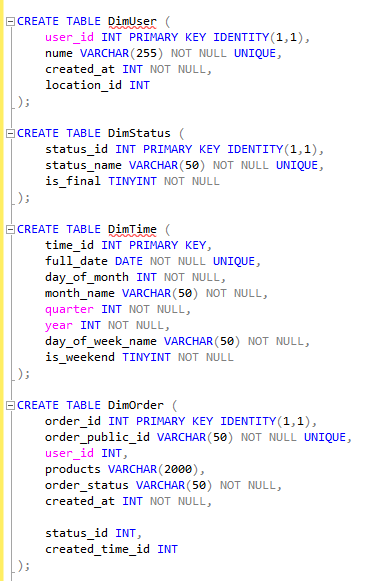 CREATE TABLE DimUser (
    user_id INT PRIMARY KEY IDENTITY(1,1),
    nume VARCHAR(255) NOT NULL UNIQUE,
    created_at INT NOT NULL,
    location_id INT
);
CREATE TABLE DimStatus (
    status_id INT PRIMARY KEY IDENTITY(1,1),
    status_name VARCHAR(50) NOT NULL UNIQUE,
    is_final TINYINT NOT NULL
);
CREATE TABLE DimTime (
    time_id INT PRIMARY KEY,
    full_date DATE NOT NULL UNIQUE,
    day_of_month INT NOT NULL,
    month_name VARCHAR(50) NOT NULL,
    quarter INT NOT NULL,
    year INT NOT NULL,
    day_of_week_name VARCHAR(50) NOT NULL,
    is_weekend TINYINT NOT NULL
);
CREATE TABLE DimOrder (
    order_id INT PRIMARY KEY IDENTITY(1,1),
    order_public_id VARCHAR(50) NOT NULL UNIQUE,
    user_id INT,
    products VARCHAR(2000),
    order_status VARCHAR(50) NOT NULL,
    created_at INT NOT NULL,
    status_id INT,
    created_time_id INT
);